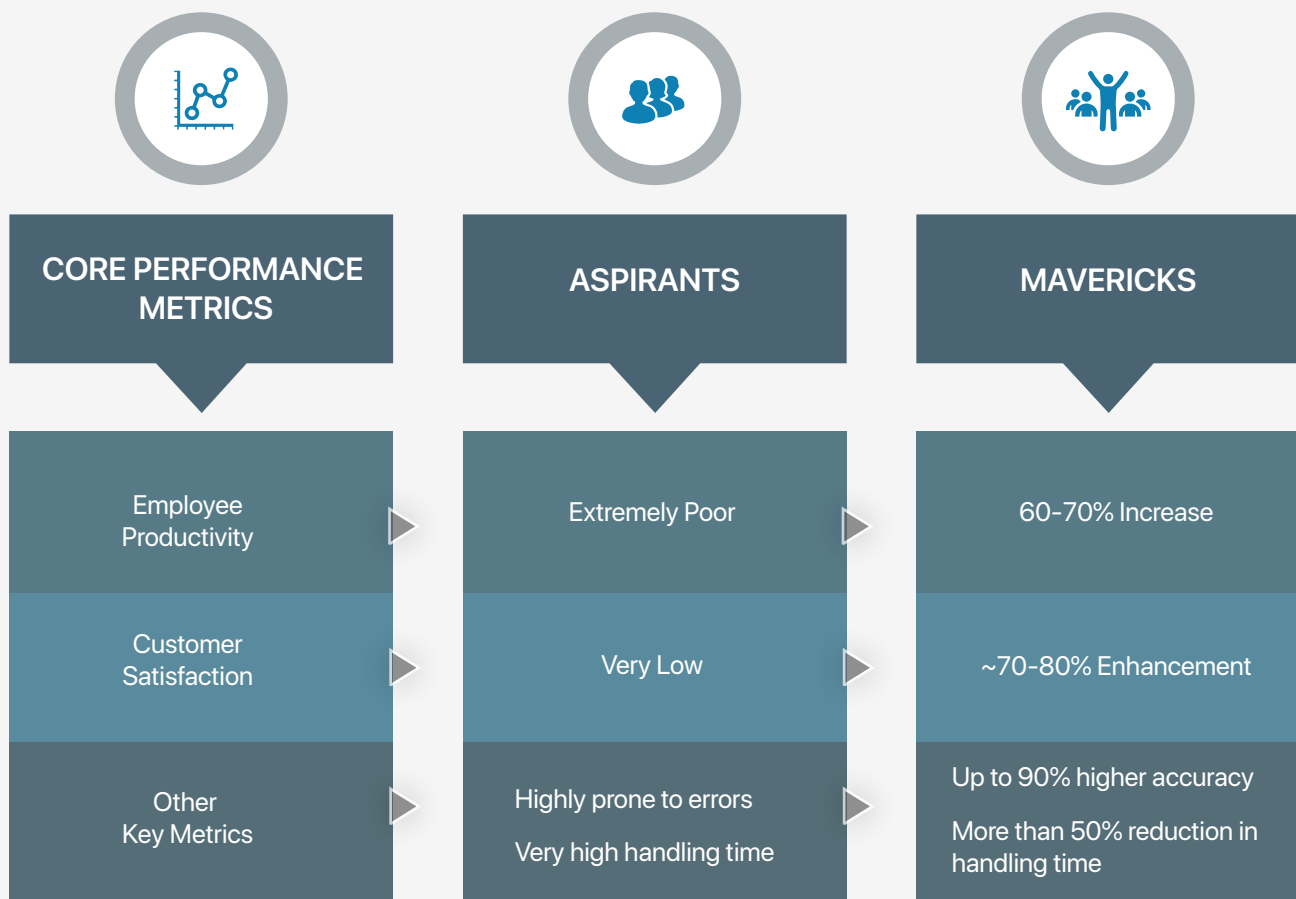 CORE PERFORMANCE
METRICS
ASPIRANTS
MAVERICKS
Employee
Productivity
Extremely Poor
60-70% Increase
Customer
Satisfaction
Very Low
~70-80% Enhancement
Other
Key Metrics
Highly prone to errors
Very high handling time
Up to 90% higher accuracy
More than 50% reduction in
handling time